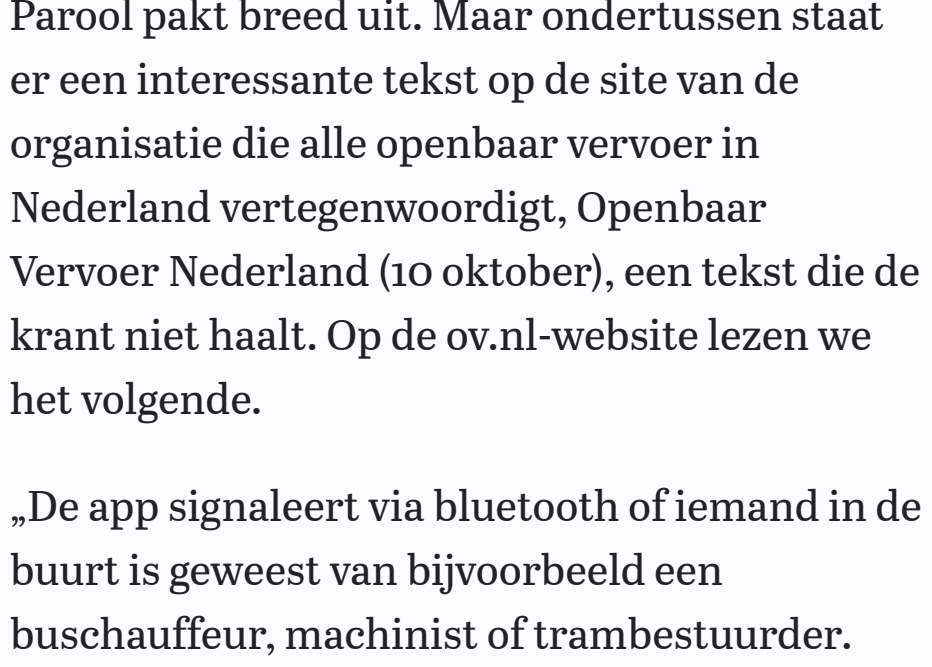 Parool pakt breed uit. Maar ondertussen staat
er een interessante tekst op de site van de
organisatie die alle openbaar vervoer in
Nederland vertegenwoordigt, Openbaar
Vervoer Nederland (10 oktober), een tekst die de
krant niet haalt. Op de ov.nl-website lezen we
het volgende.
„De app signaleert via bluetooth of iemand in de
buurt is geweest van bijvoorbeeld een
buschauffeur, machinist of trambestuurder.